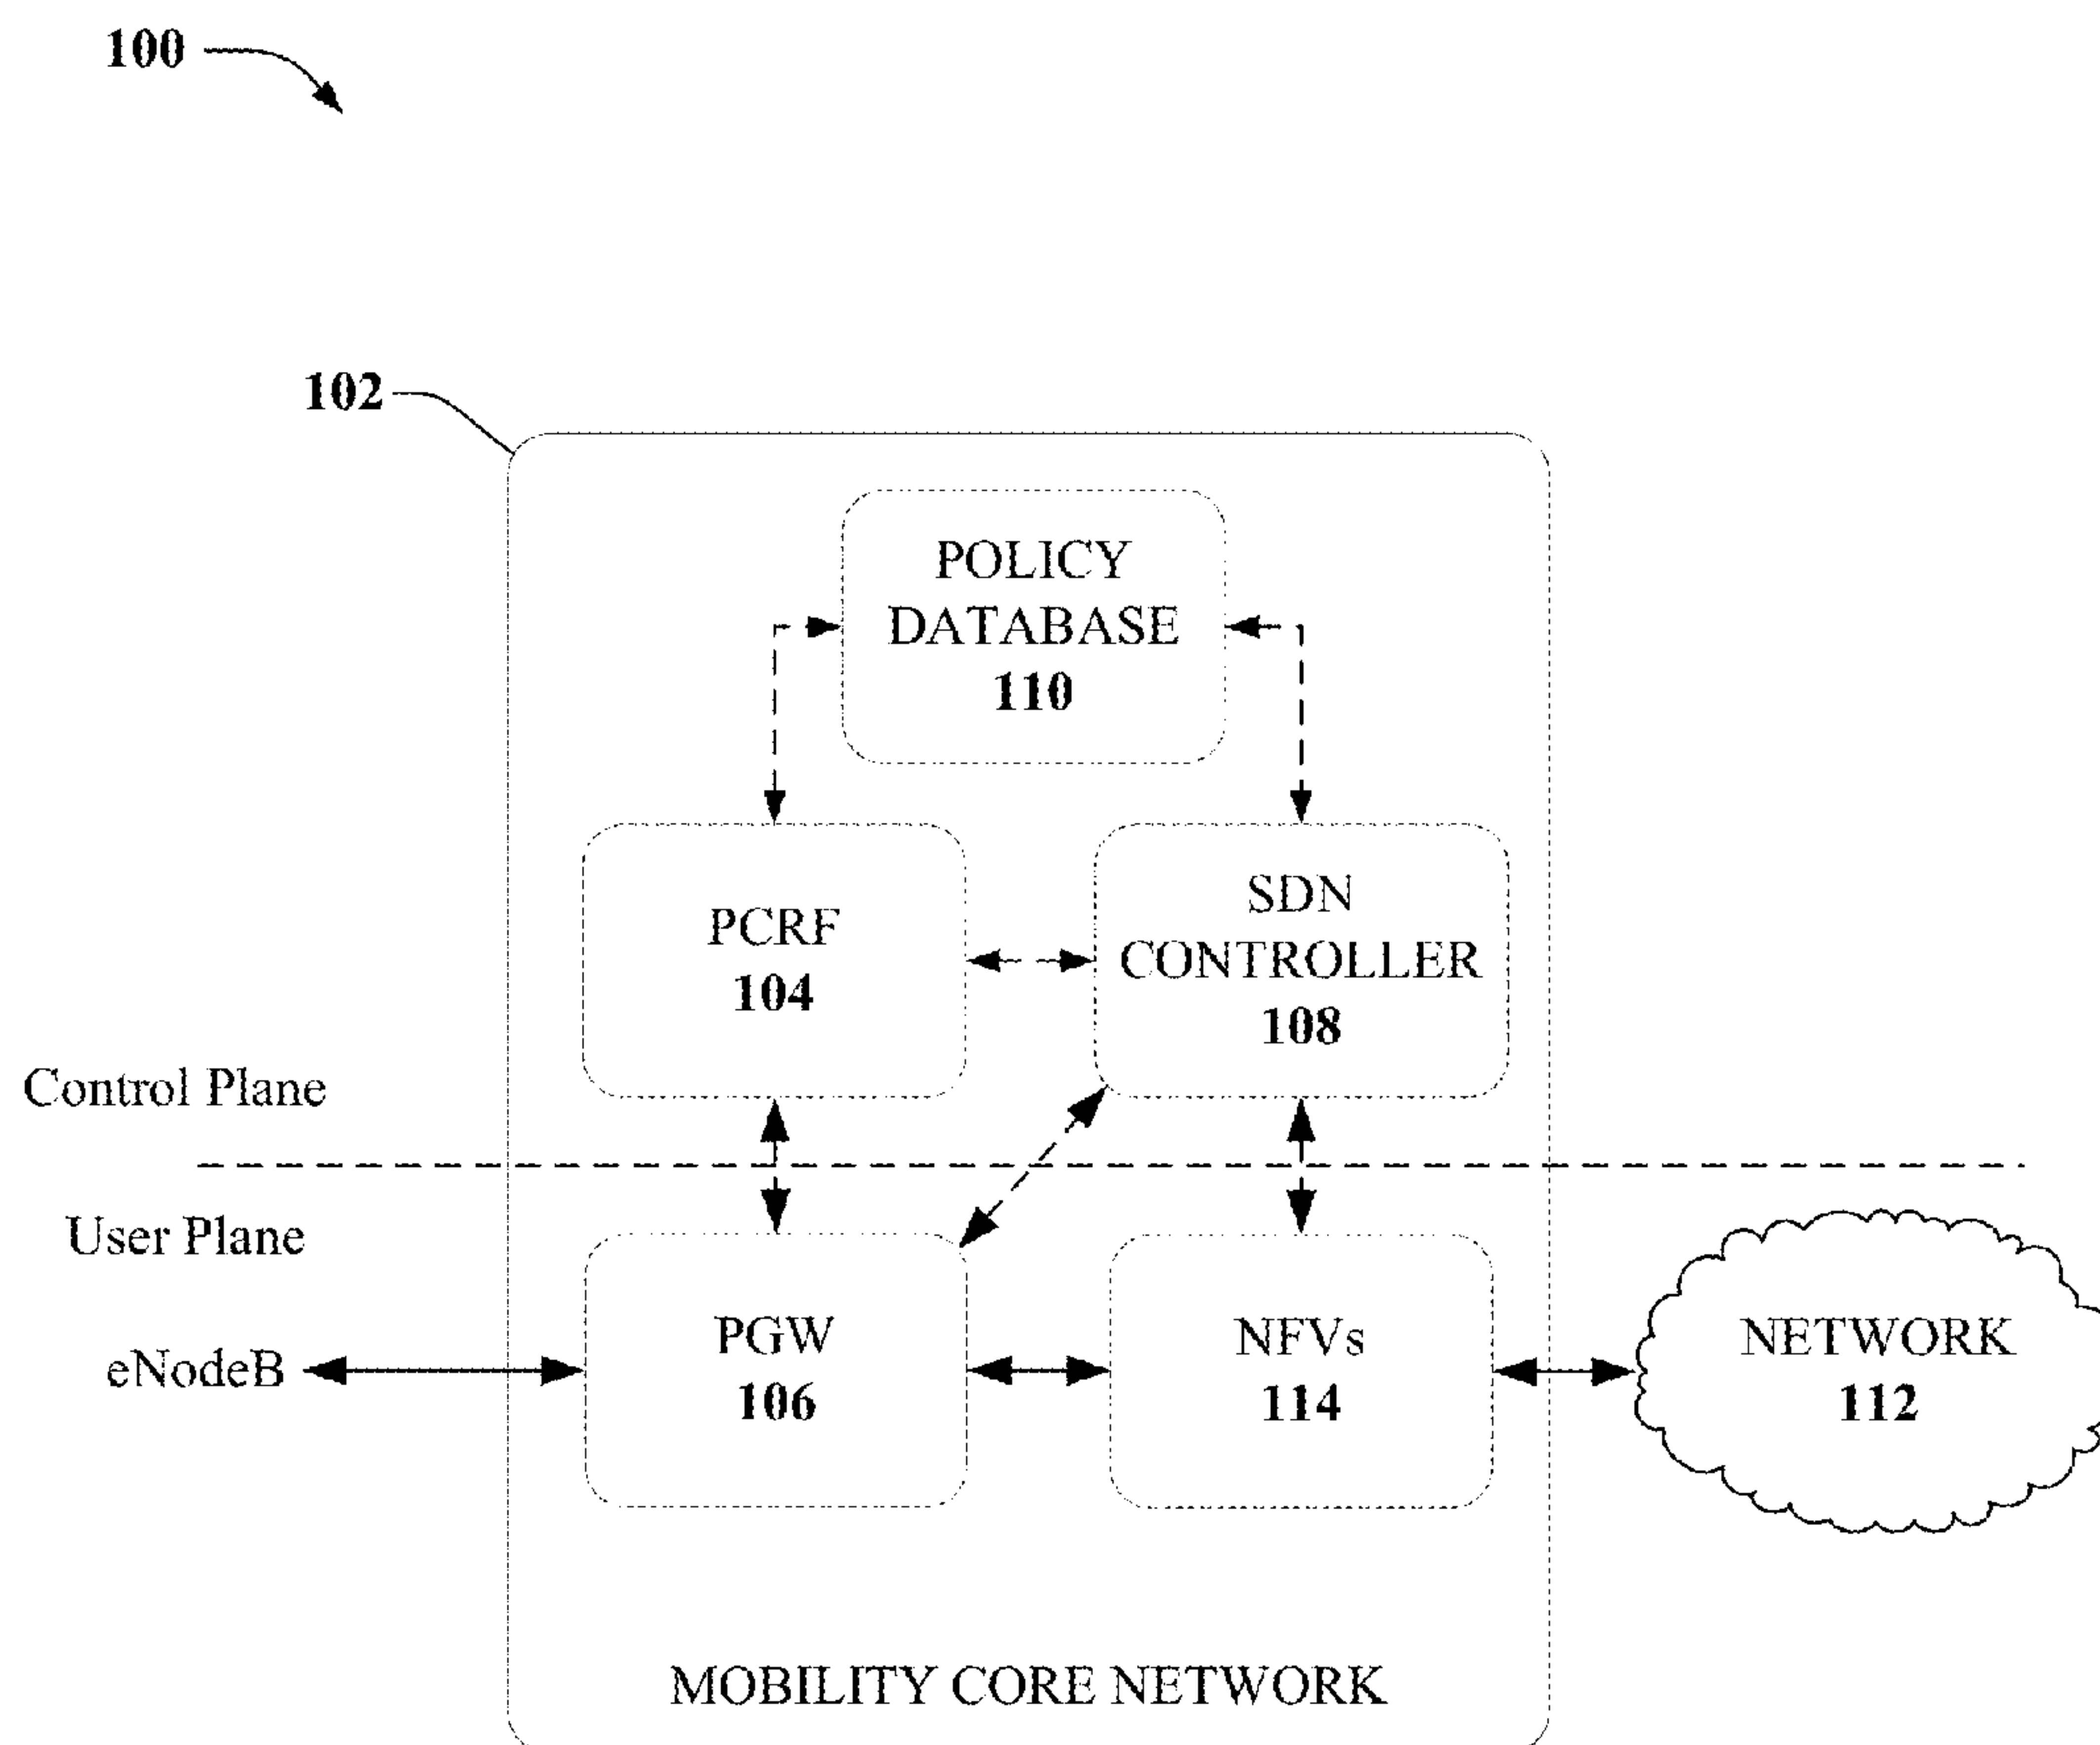 100
102
POLICY
DATABASE
110
PCRF
104
SDN
CONTROLLER
108
Control Plane
User Plane
eNodeB
PGW
106
NFVs
114
NETWORK
112
MOBILITY CORE NETWORK